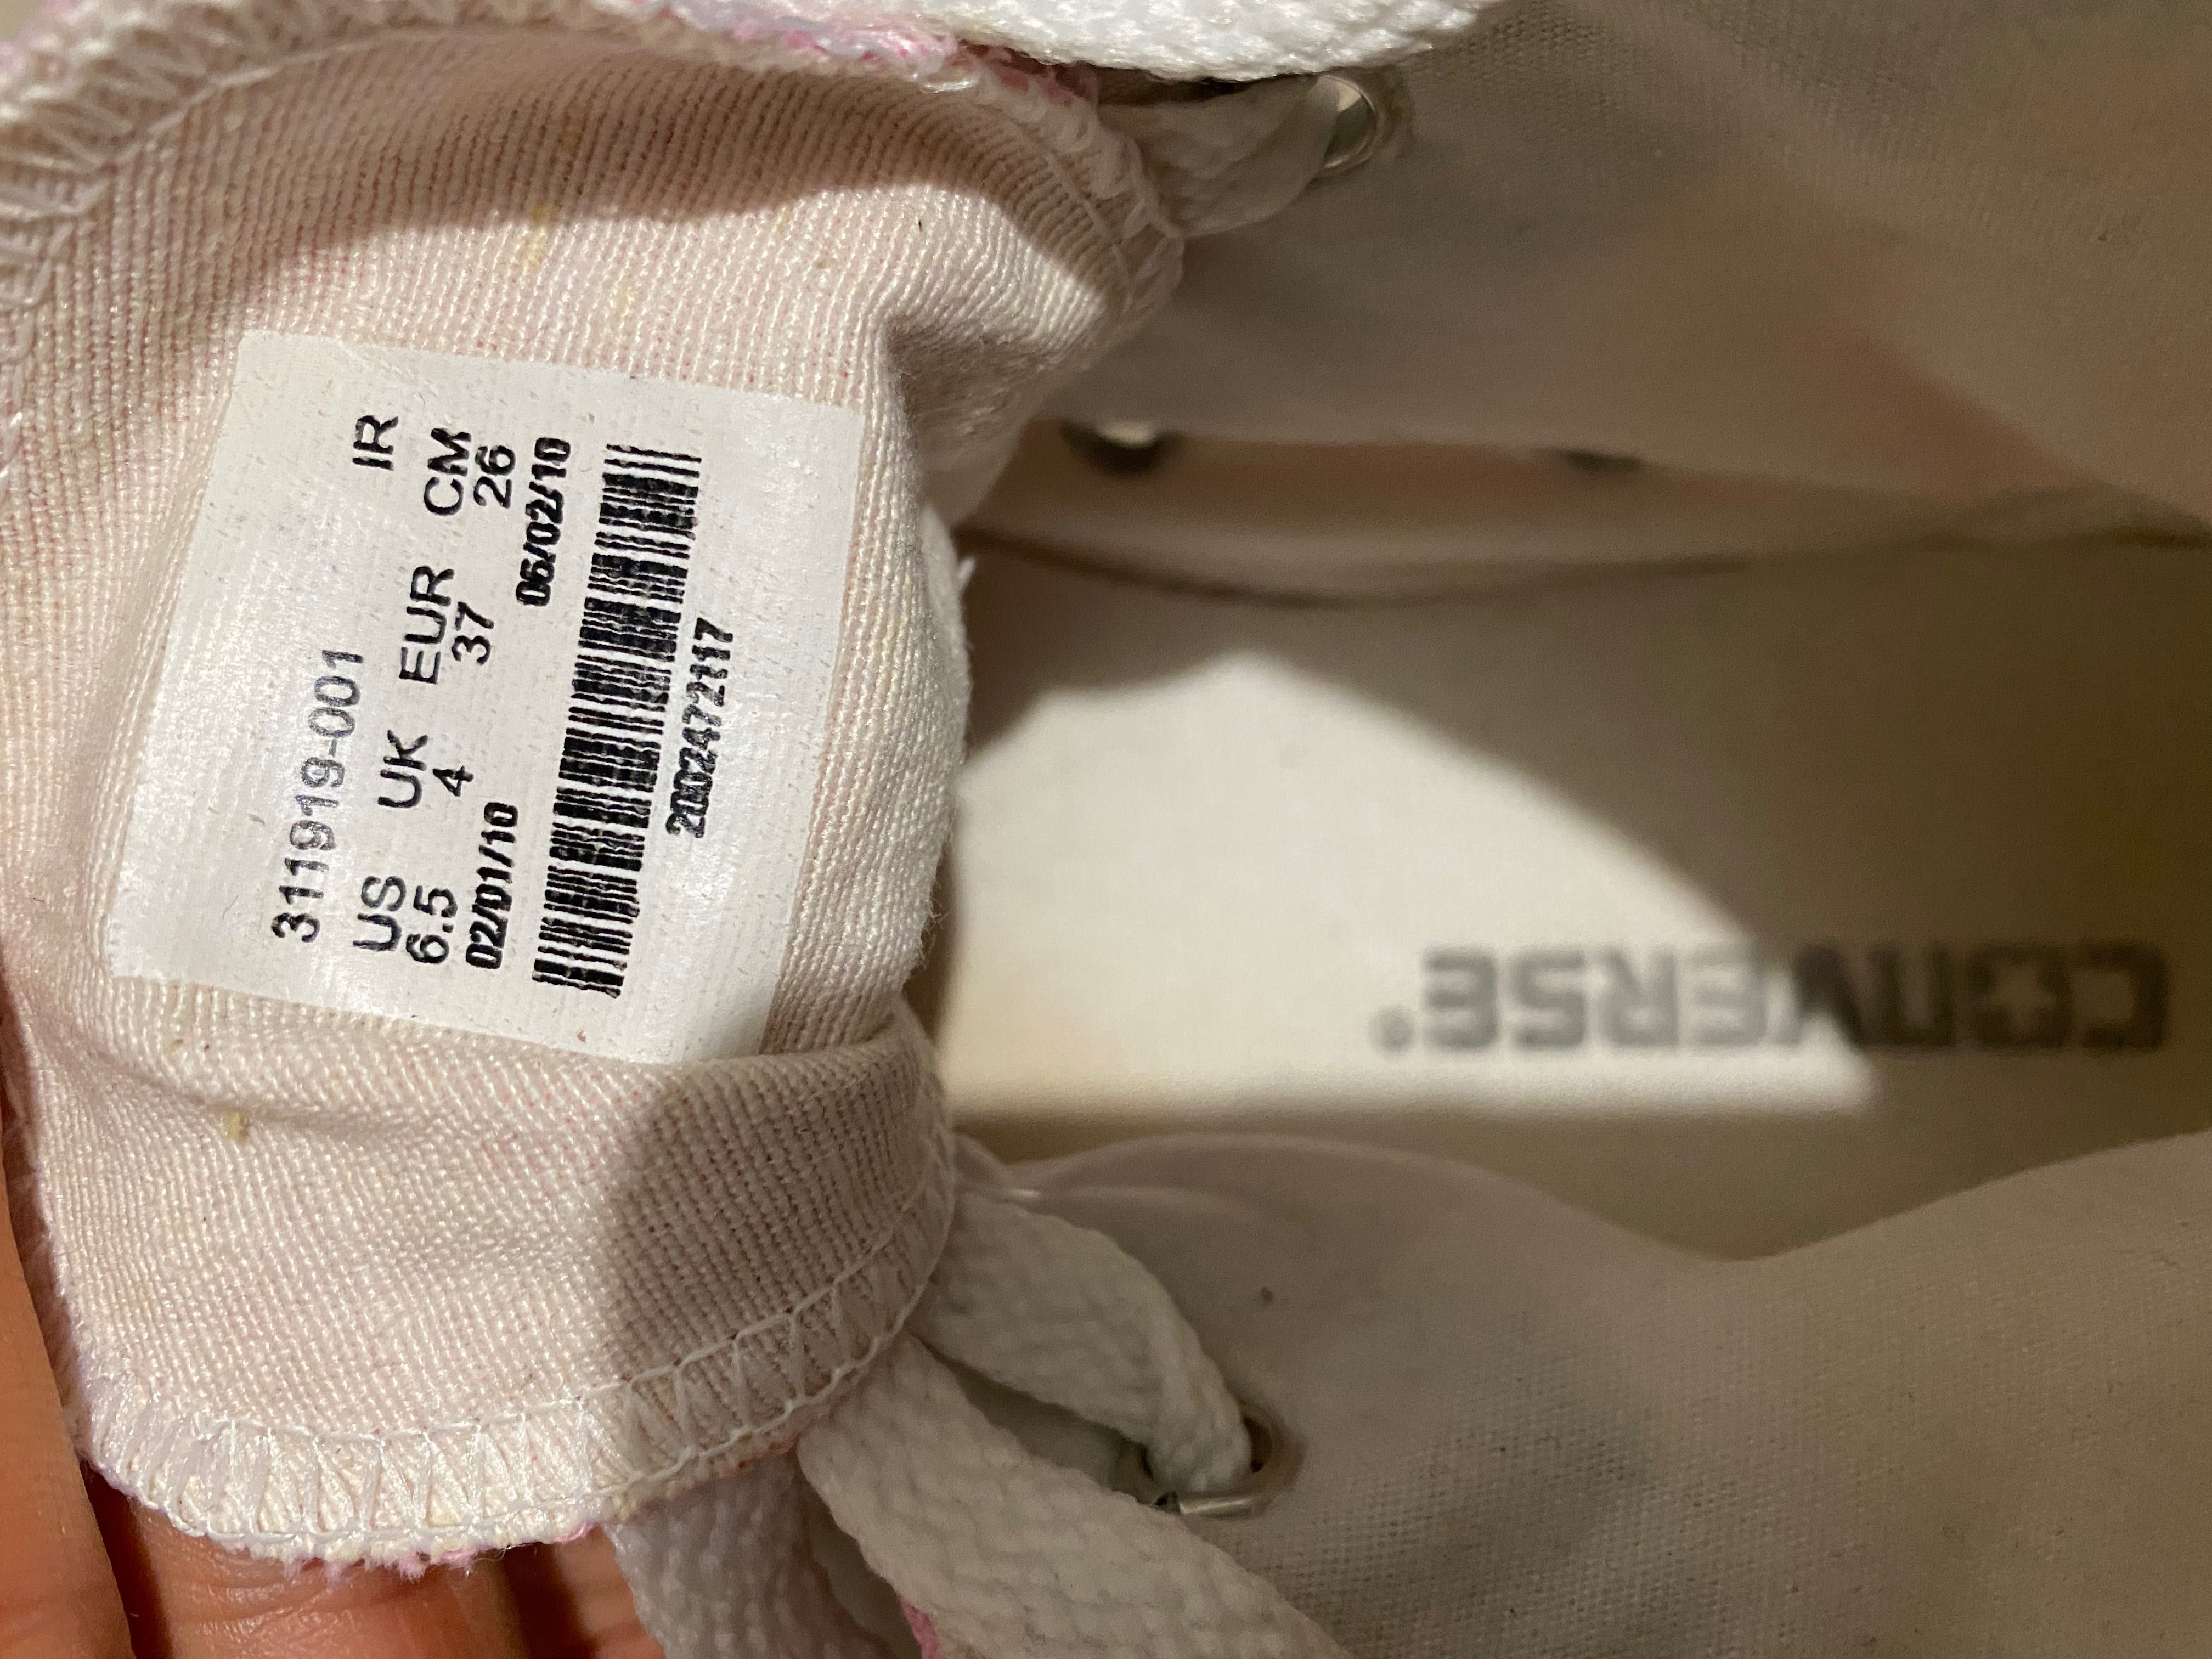 311919-001 IR
US UK EUR CM
6.5 4 37 26
02/01/10 06/02/10
2002472117
CONVERSE®